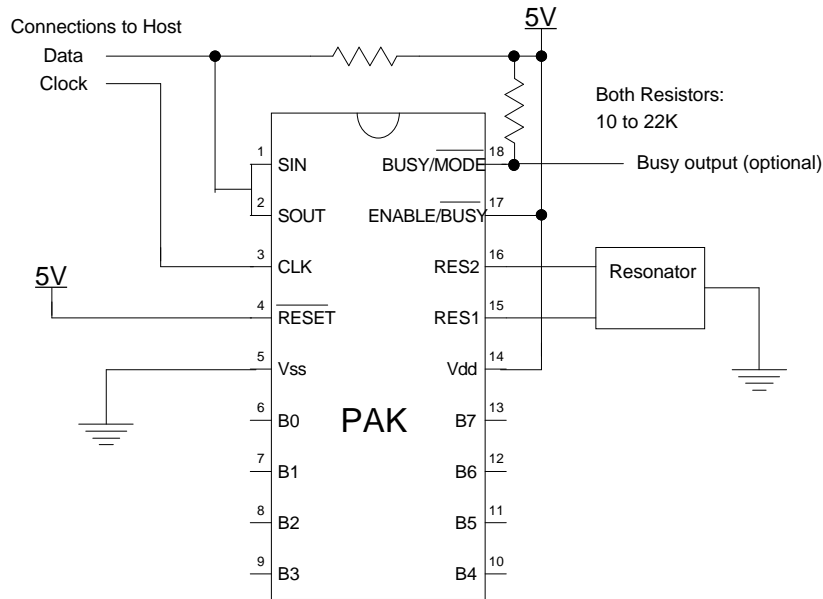 5V
Connections to Host
Data
Clock
Both Resistors:
10 to 22K
Busy output (optional)
1 SIN
BUSY/MODE 18
2 SOUT
ENABLE/BUSY 17
3 CLK
RES2 16
Resonator
5V
4 RESET
RES1 15
5 Vss
Vdd 14
PAK
6 B0
B7 13
7 B1
B6 12
8 B2
B5 11
9 B3
B4 10